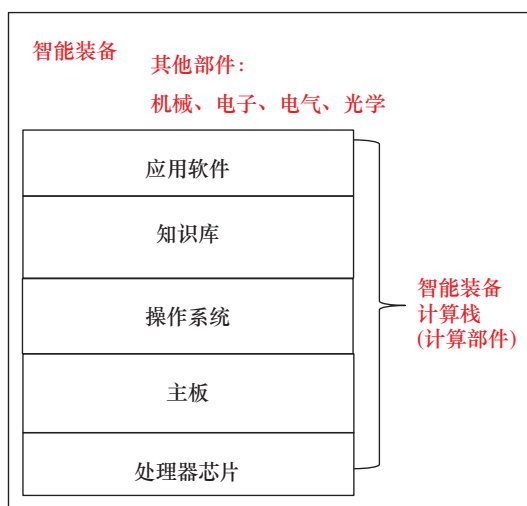 智能装备
其他部件：
机械、电子、电气、光学
应用软件
知识库
操作系统
主板
处理器芯片
智能装备
计算栈
(计算部件)